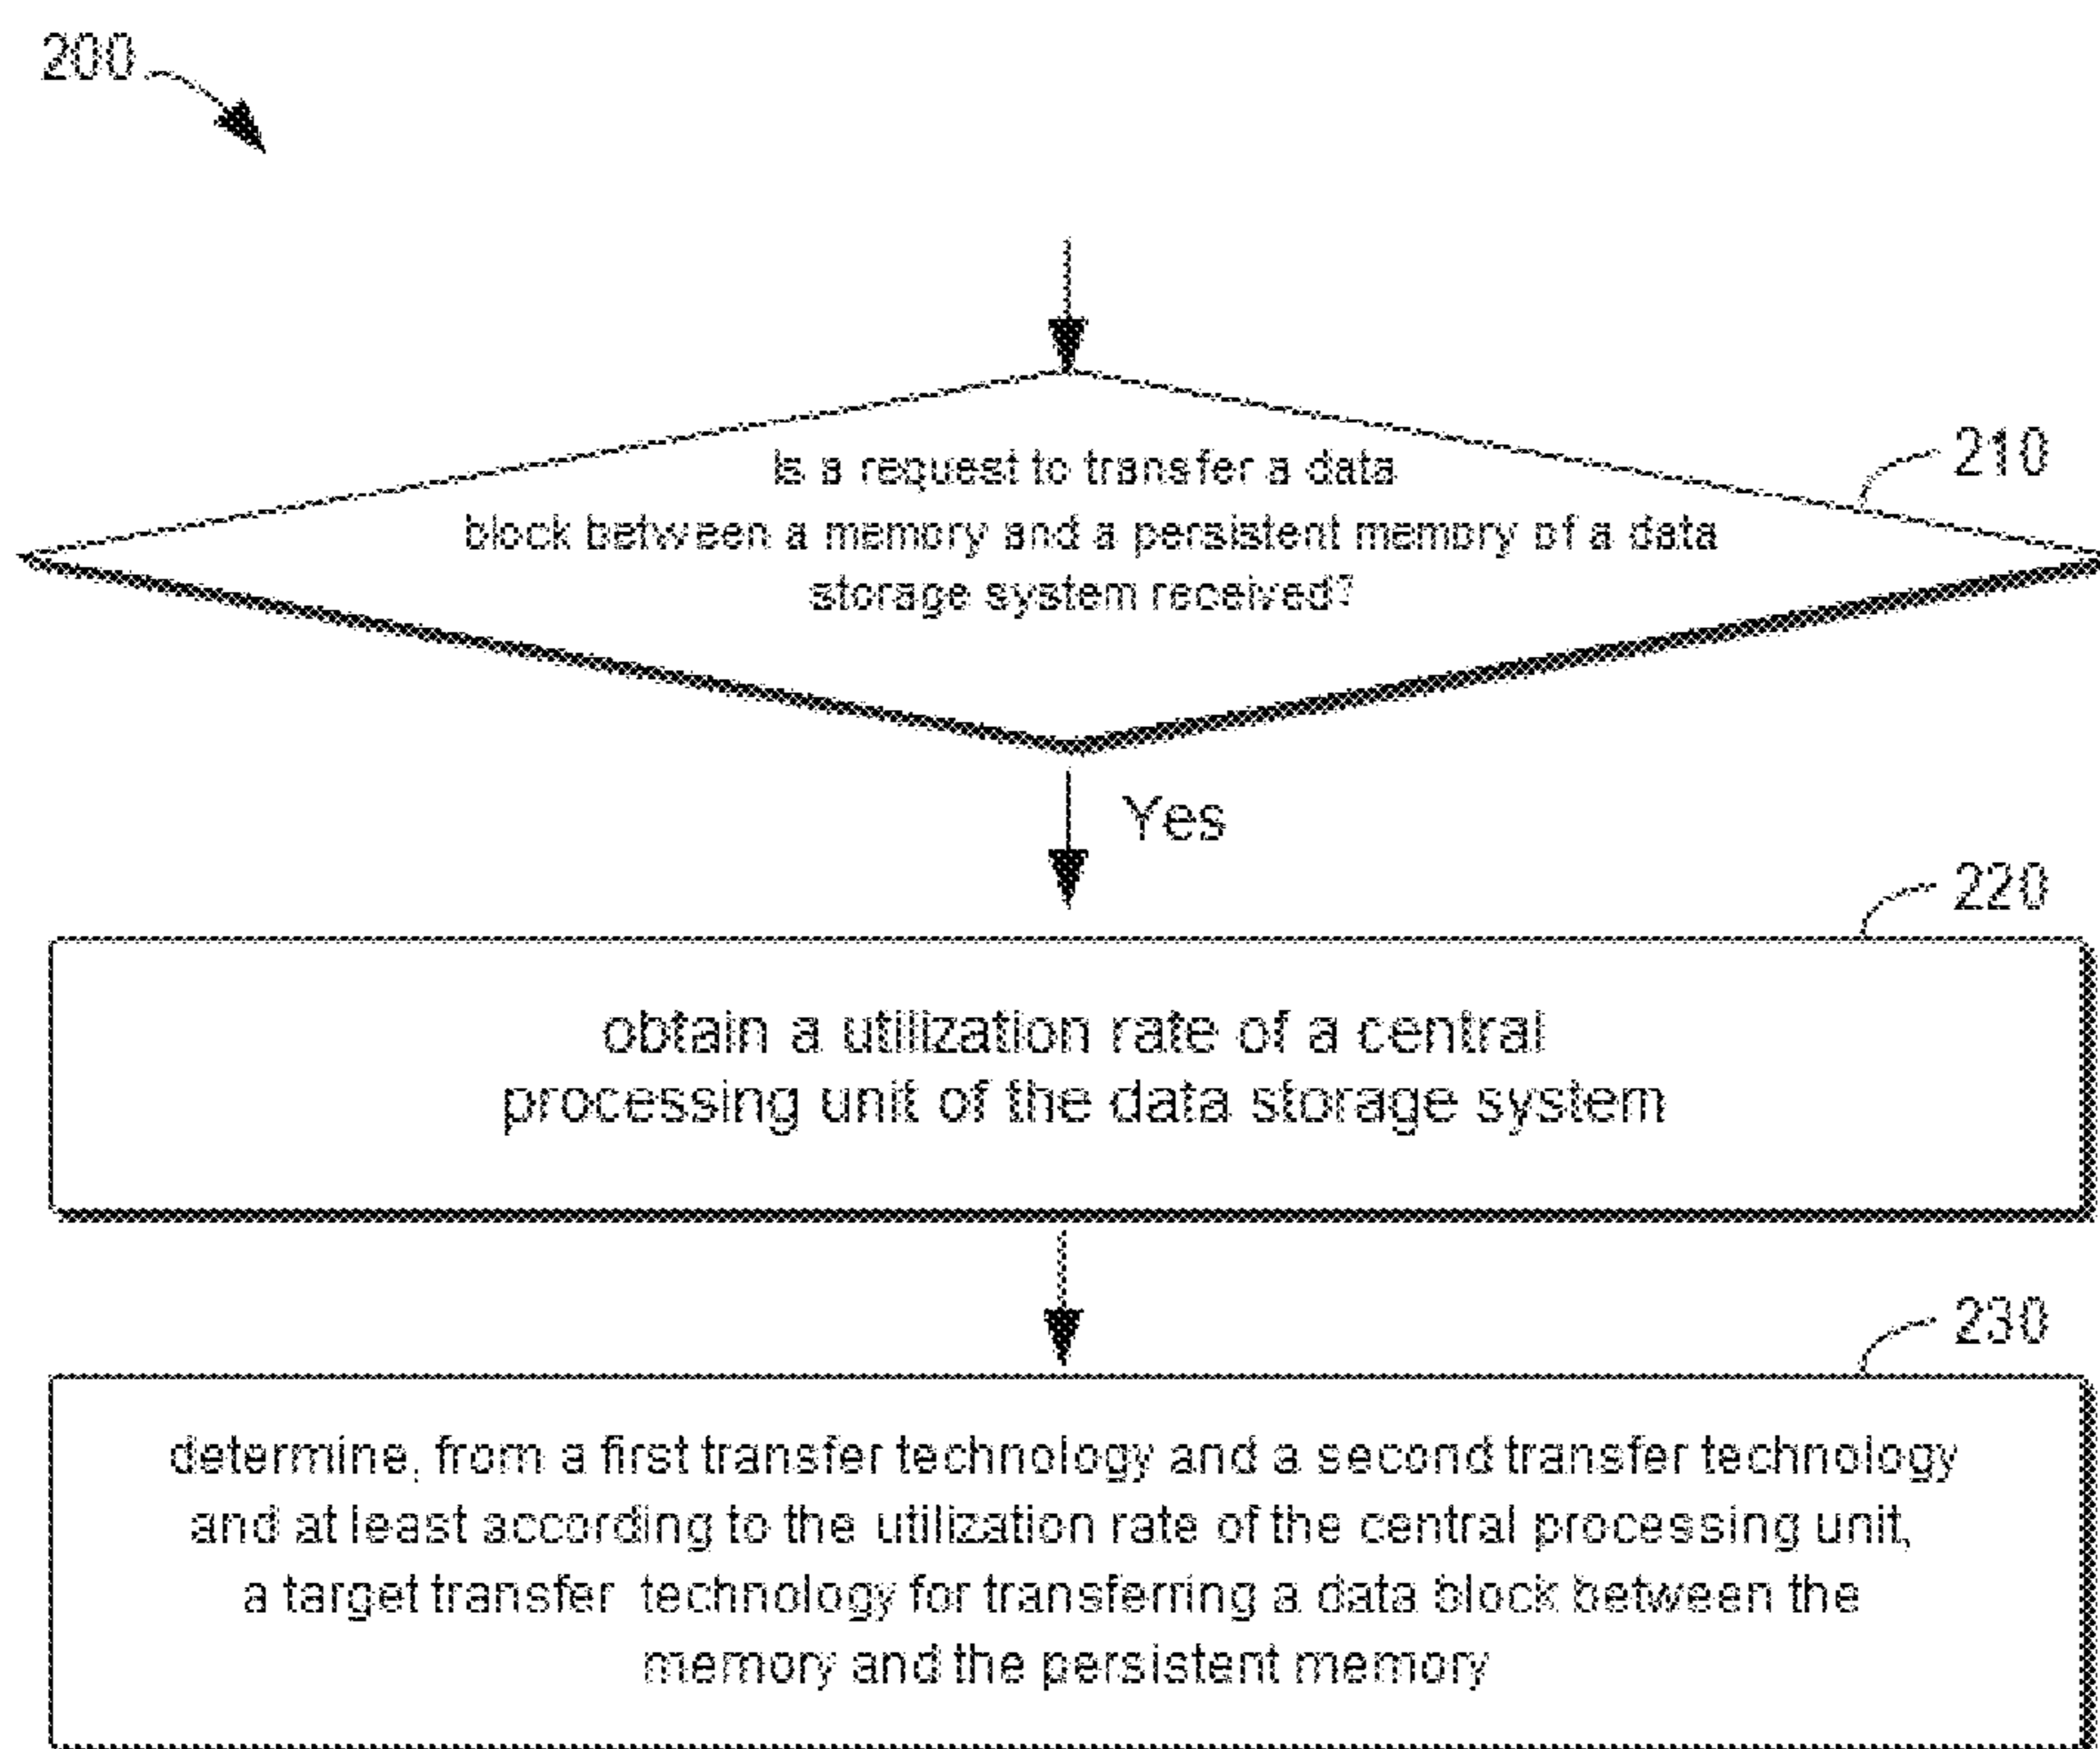 200
Is a request to transfer a data
210
block between a memory and a persistent memory of a data
storage system received?
Yes
220
obtain a utilization rate of a central
processing unit of the data storage system
230
determine, from a first transfer technology and a second transfer technology
and at least according to the utilization rate of the central processing unit,
a target transfer technology for transferring a data block between the
memory and the persistent memory